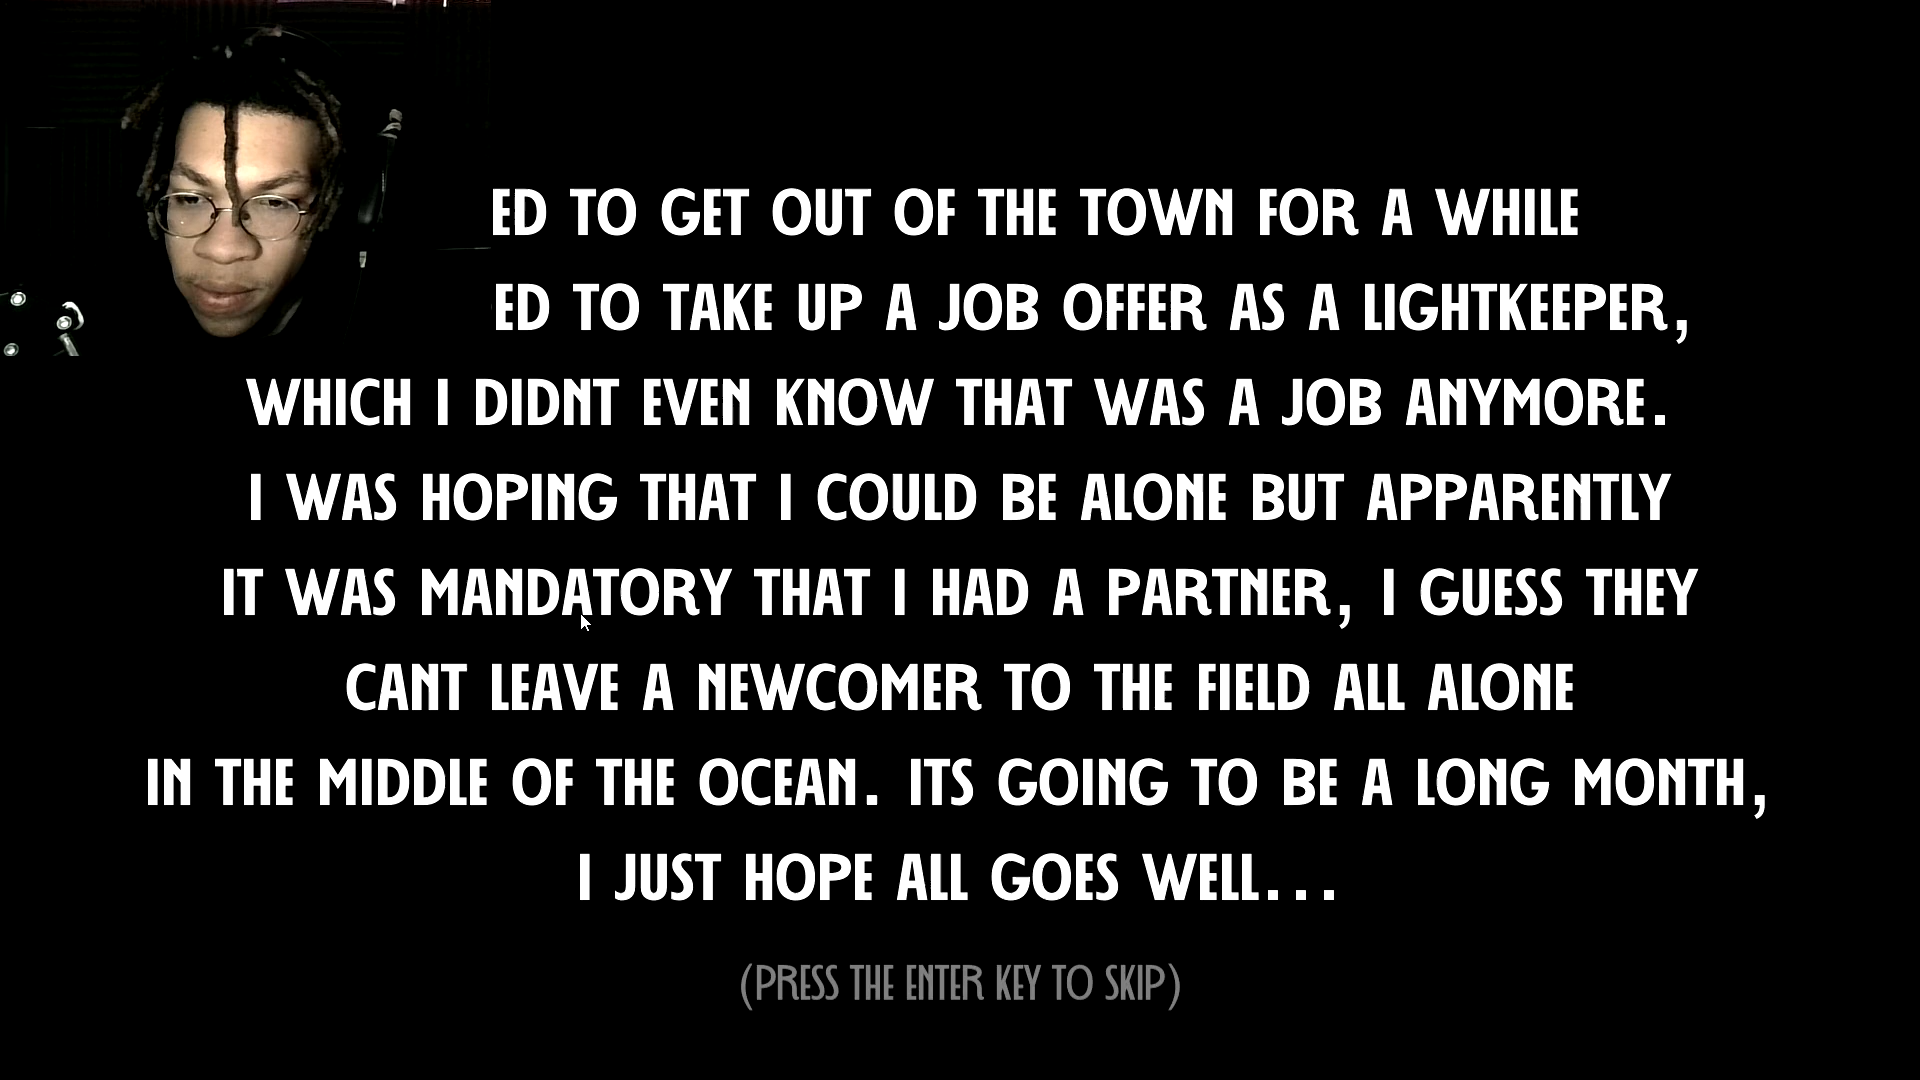 ED TO GET OUT OF THE TOWN FOR A WHILE
ED TO TAKE UP A JOB OFFER AS A LIGHTKEEPER,
WHICH I DIDNT EVEN KNOW THAT WAS A JOB ANYMORE.
I WAS HOPING THAT I COULD BE ALONE BUT APPARENTLY
IT WAS MANDATORY THAT I HAD A PARTNER, I GUESS THEY
CANT LEAVE A NEWCOMER TO THE FIELD ALL ALONE
IN THE MIDDLE OF THE OCEAN. ITS GOING TO BE A LONG MONTH,
I JUST HOPE ALL GOES WELL...
(PRESS THE ENTER KEY TO SKIP)